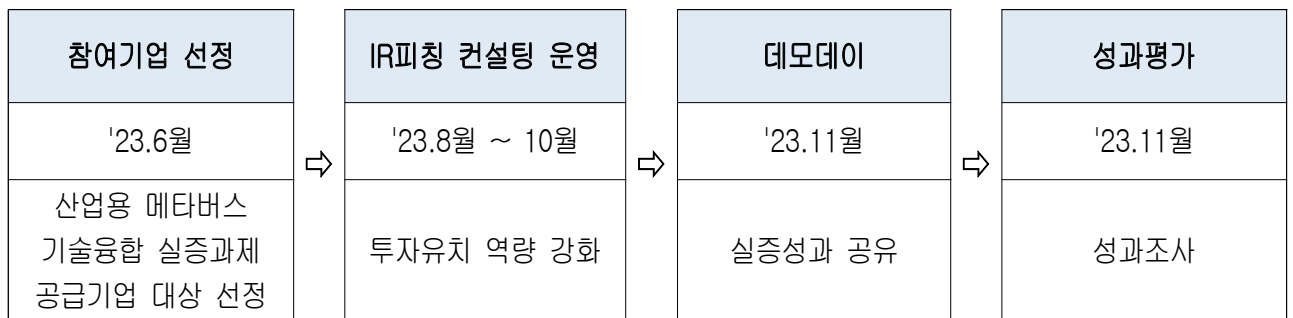 참여기업 선정
'23.6월
산업용 메타버스
기술융합 실증과제
공급기업 대상 선정
⇨
IR피칭 컨설팅 운영
'23.8월 ~ 10월
투자유치 역량 강화
⇨
데모데이
'23.11월
실증성과 공유
⇨
성과평가
'23.11월
성과조사